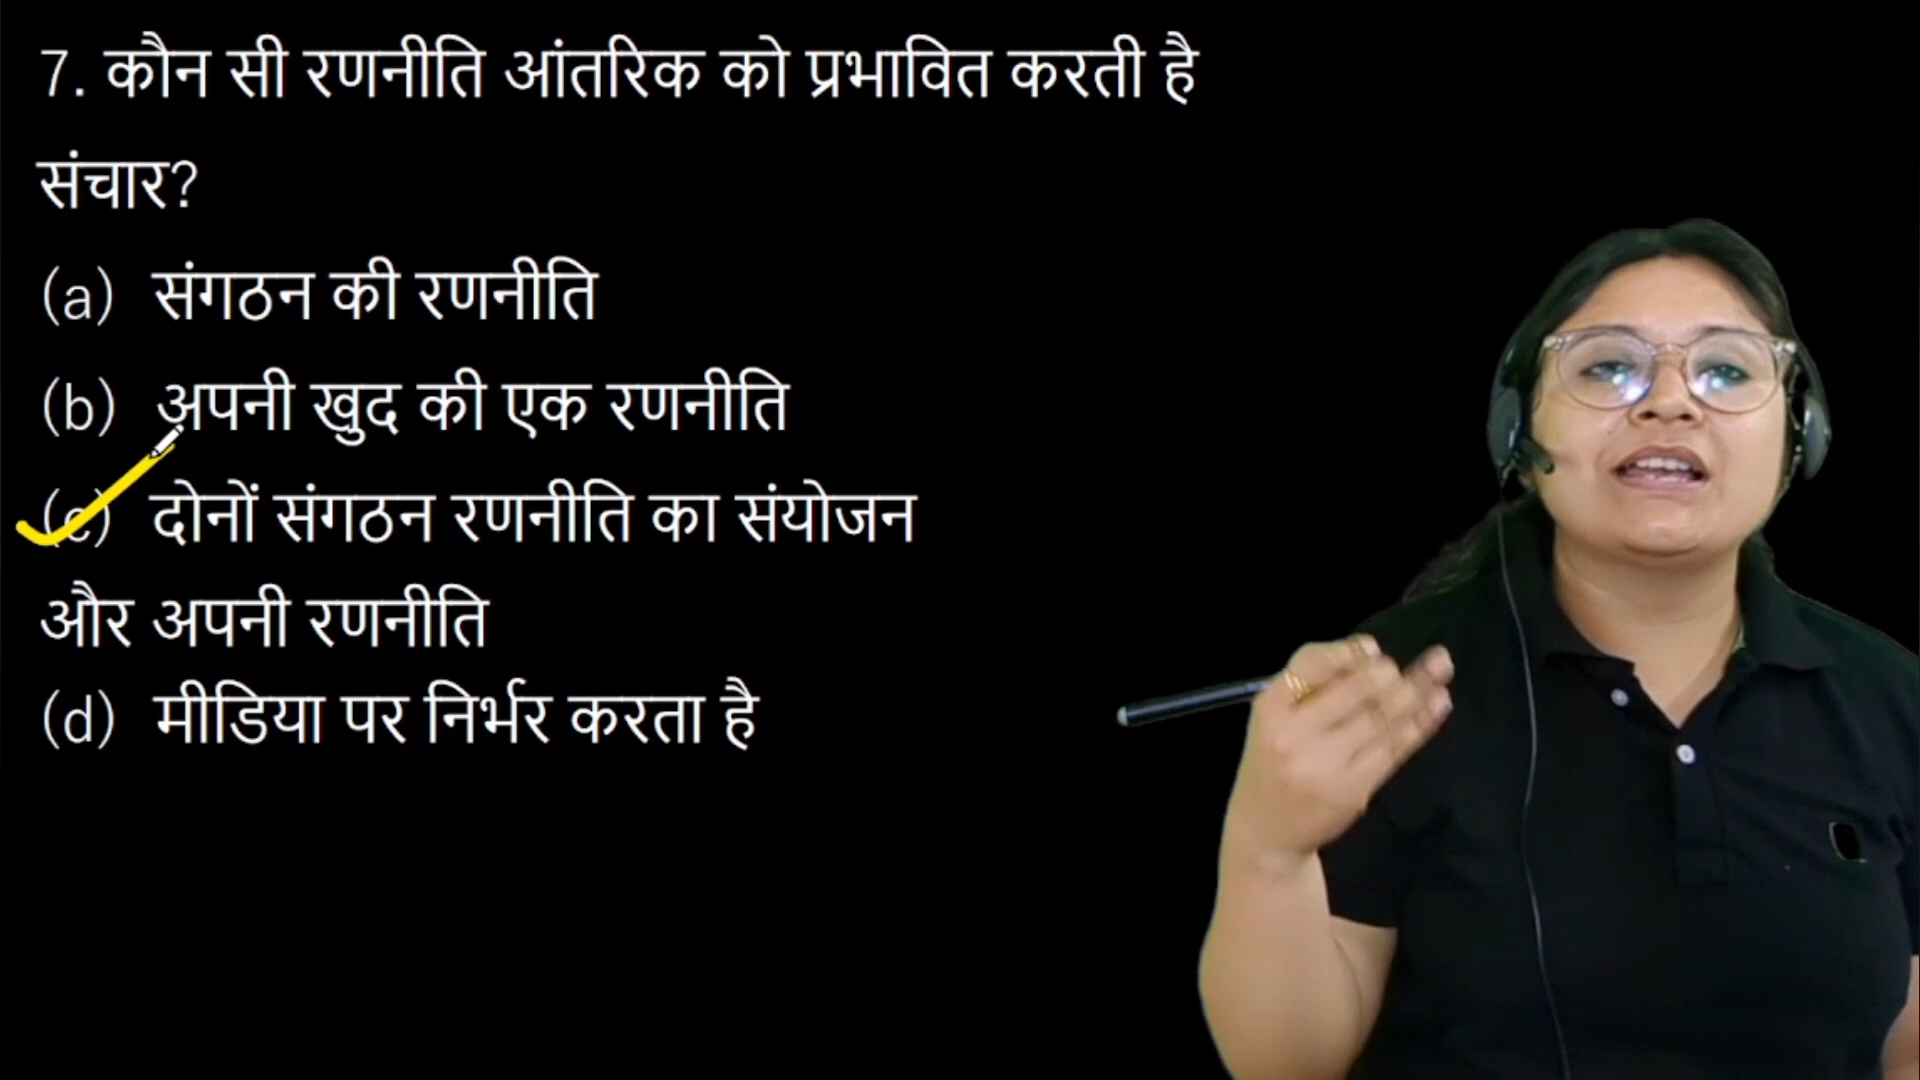 7. कौन सी रणनीति आंतरिक को प्रभावित करती है
संचार?
(a) संगठन की रणनीति
(b) अपनी खुद की एक रणनीति
(c) दोनों संगठन रणनीति का संयोजन
और अपनी रणनीति
(d) मीडिया पर निर्भर करता है